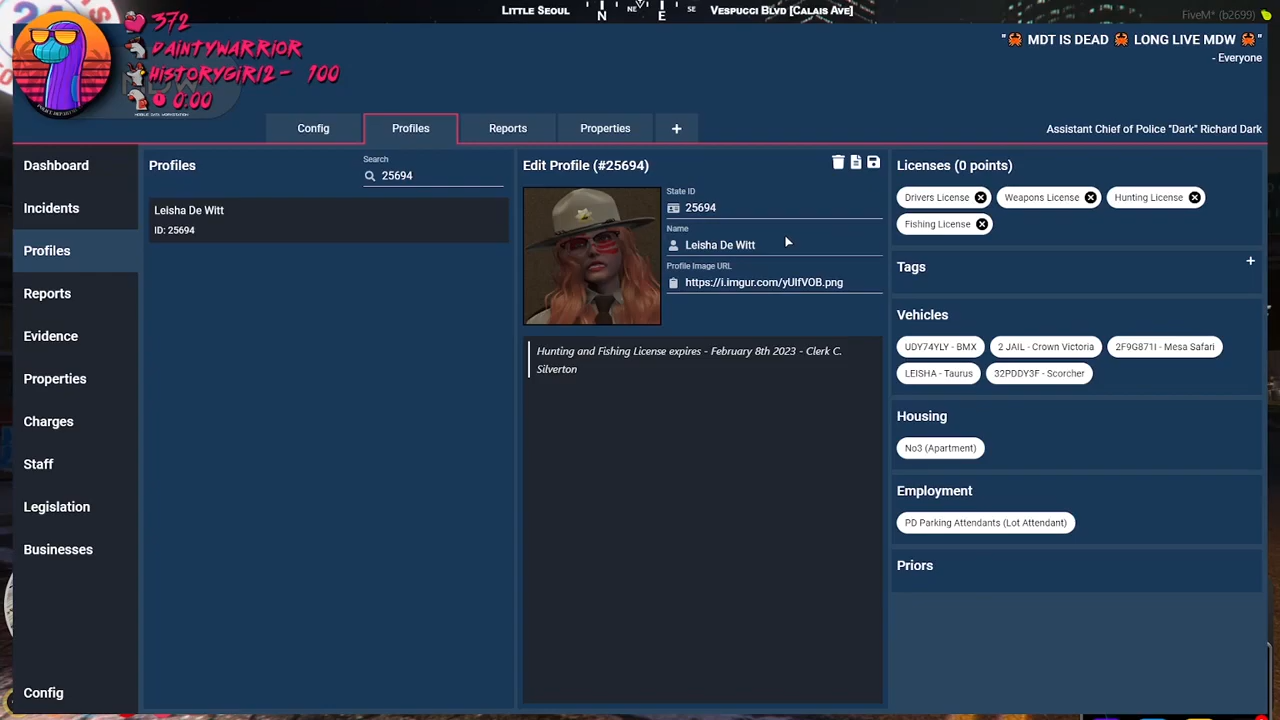 Little Seoul
N
NE
E
SE
Vespucci Blvd [Calais Ave]
FiveM* (b2699)
372
DAINTYWARRIOR
HISTORYGIRL2 - 100
0:00
MOBILE DATA WORKSTATION
" 🦀 MDT IS DEAD 🦀 LONG LIVE MDW 🦀 "
- Everyone
Config
Profiles
Reports
Properties
+
Assistant Chief of Police "Dark" Richard Dark
Dashboard
Incidents
Profiles
Reports
Evidence
Properties
Charges
Staff
Legislation
Businesses
Config
Profiles
Search
25694
Leisha De Witt
ID: 25694
Edit Profile (#25694)
State ID
25694
Name
Leisha De Witt
Profile Image URL
https://i.imgur.com/yUIfVOB.png
Hunting and Fishing License expires - February 8th 2023 - Clerk C.
Silverton
Licenses (0 points)
Drivers License
Weapons License
Hunting License
Fishing License
Tags
+
Vehicles
UDY74YLY - BMX
2 JAIL - Crown Victoria
2F9G871I - Mesa Safari
LEISHA - Taurus
32PDDY3F - Scorcher
Housing
No3 (Apartment)
Employment
PD Parking Attendants (Lot Attendant)
Priors